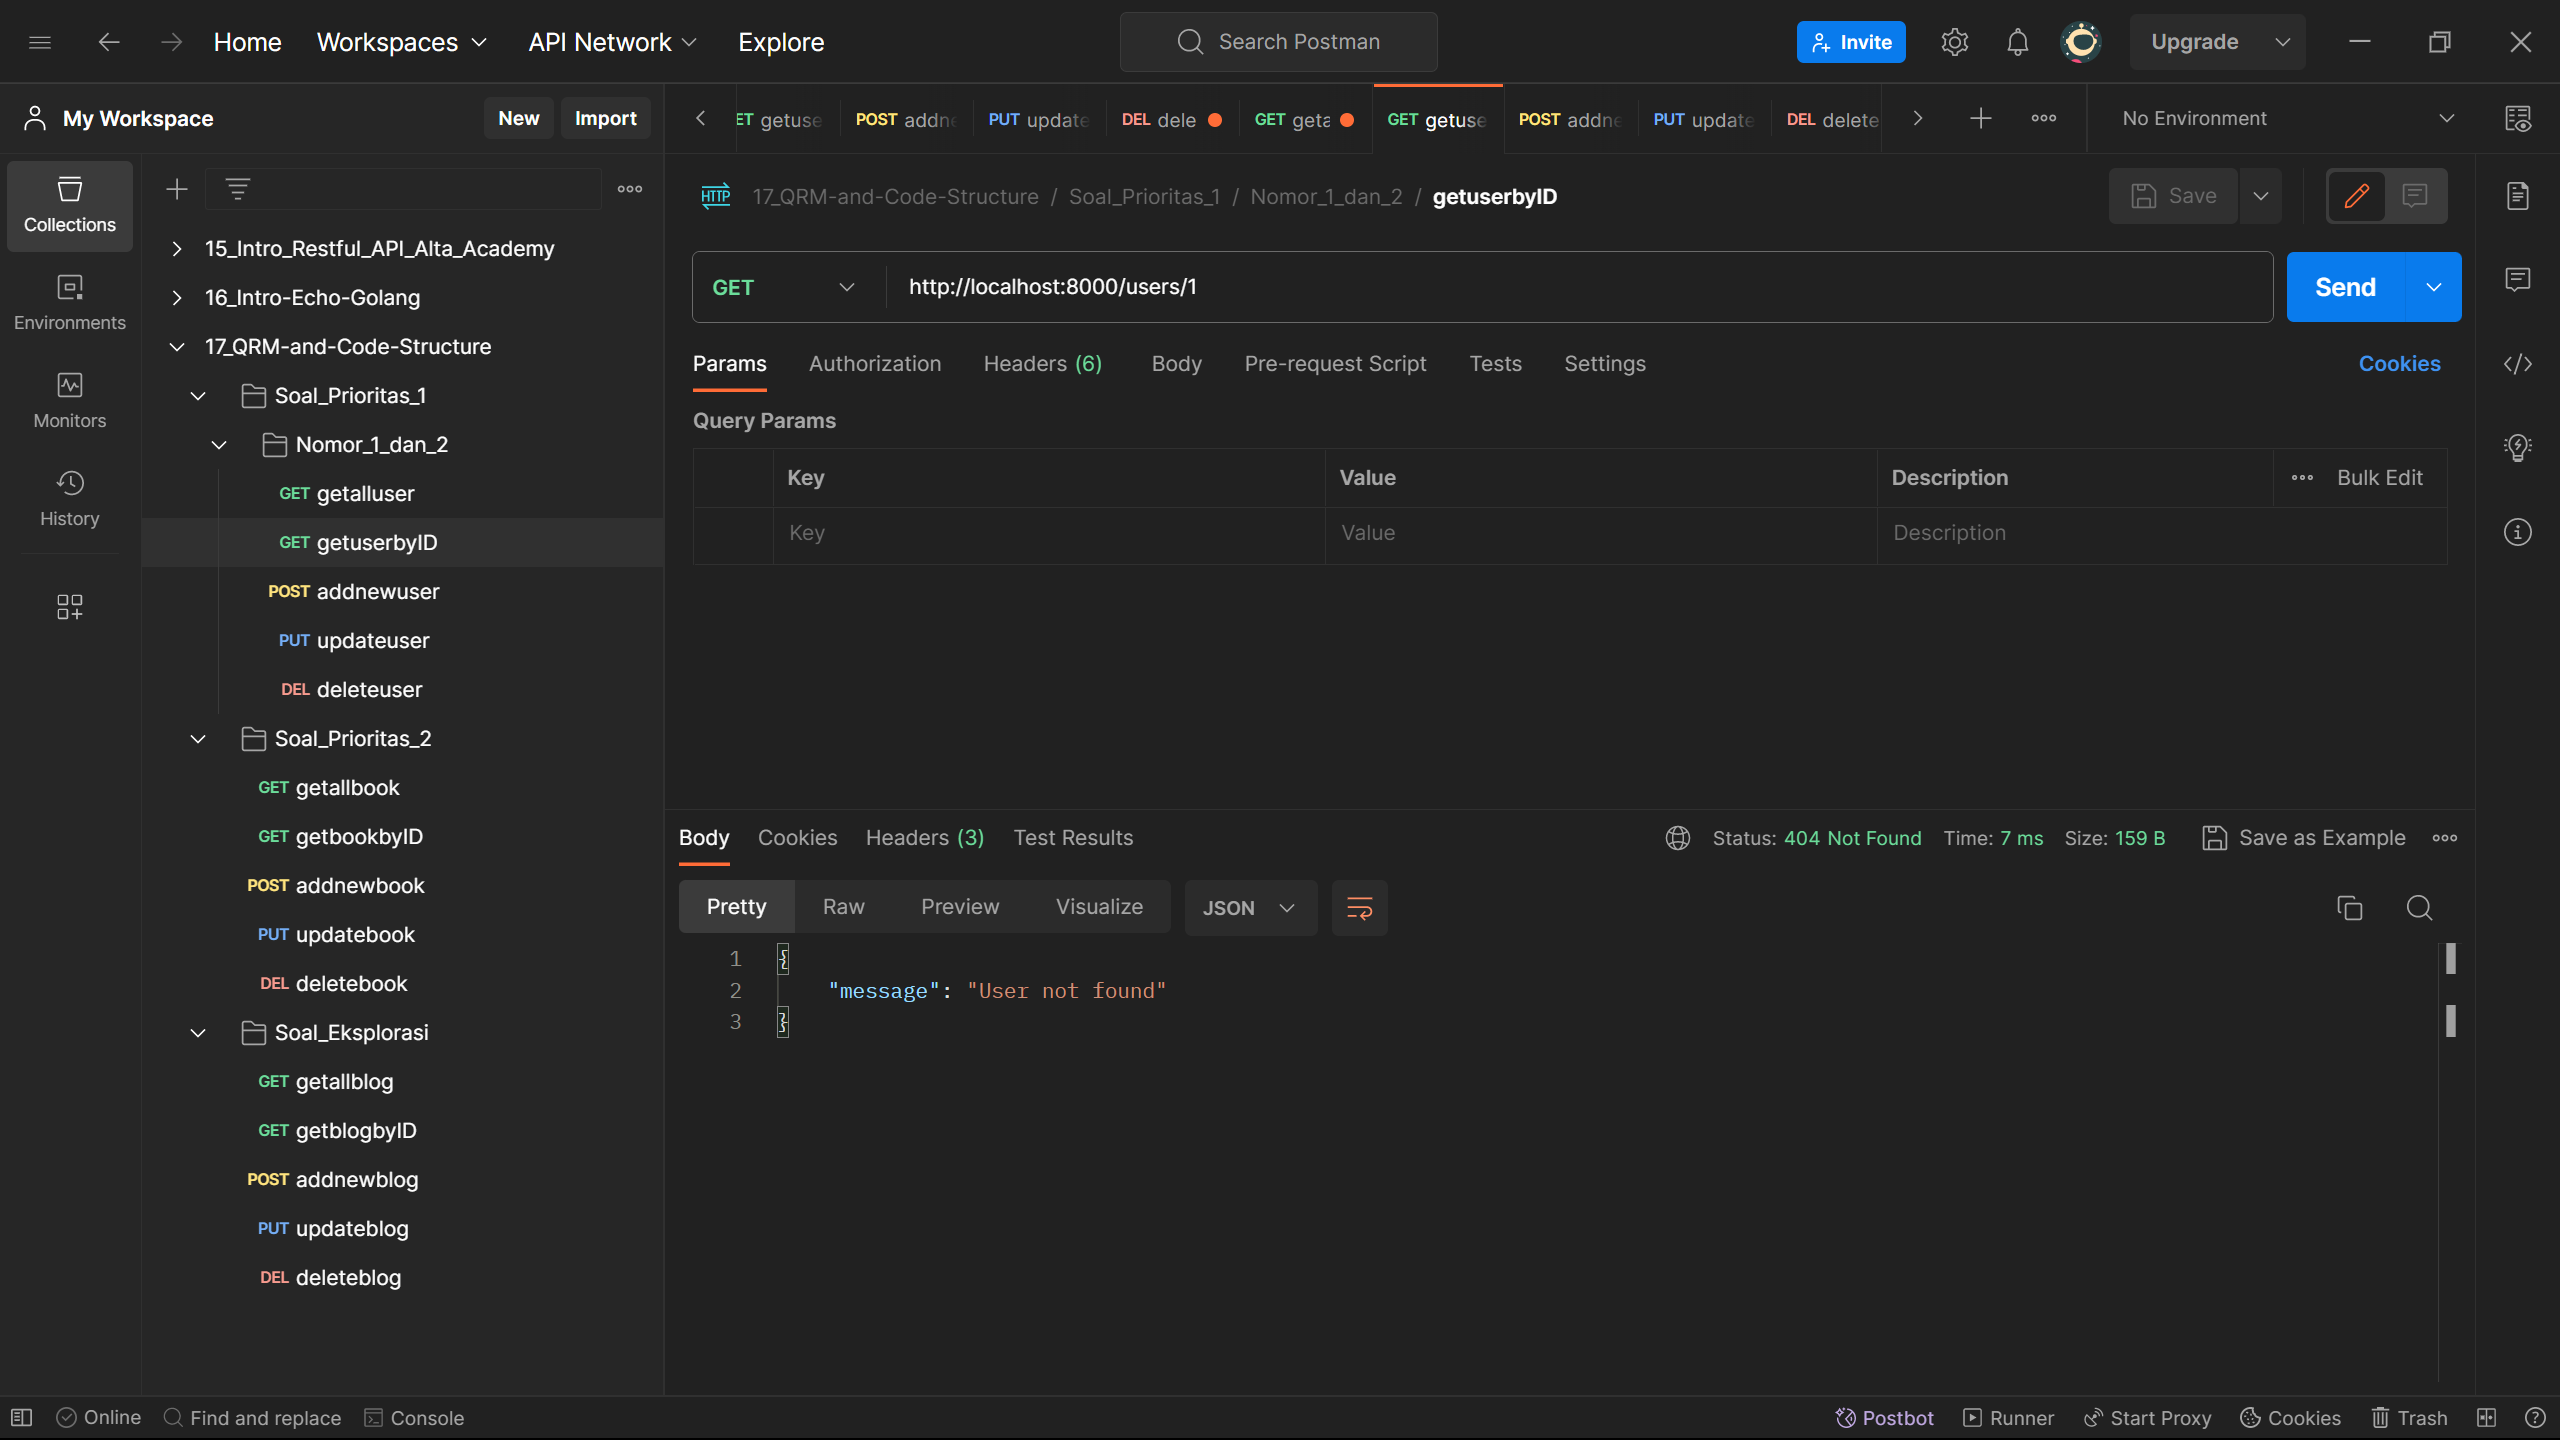 Home Workspaces API Network Explore Search Postman Invite Upgrade
My Workspace New Import
ET getuse POST addne PUT update DEL dele GET geta GET getuse POST addne PUT update DEL delete No Environment
Collections
Environments
Monitors
History
15_Intro_Restful_API_Alta_Academy
16_Intro-Echo-Golang
17_QRM-and-Code-Structure
Soal_Prioritas_1
Nomor_1_dan_2
GET getalluser
GET getuserbyID
POST addnewuser
PUT updateuser
DEL deleteuser
Soal_Prioritas_2
GET getallbook
GET getbookbyID
POST addnewbook
PUT updatebook
DEL deletebook
Soal_Eksplorasi
GET getallblog
GET getblogbyID
POST addnewblog
PUT updateblog
DEL deleteblog
HTTP 17_QRM-and-Code-Structure / Soal_Prioritas_1 / Nomor_1_dan_2 / getuserbyID Save
GET http://localhost:8000/users/1 Send
Params Authorization Headers (6) Body Pre-request Script Tests Settings Cookies
Query Params
Key Value Description Bulk Edit
Key Value Description
Body Cookies Headers (3) Test Results Status: 404 Not Found Time: 7 ms Size: 159 B Save as Example
Pretty Raw Preview Visualize JSON
1 {
2 "message": "User not found"
3 }
Online Find and replace Console Postbot Runner Start Proxy Cookies Trash